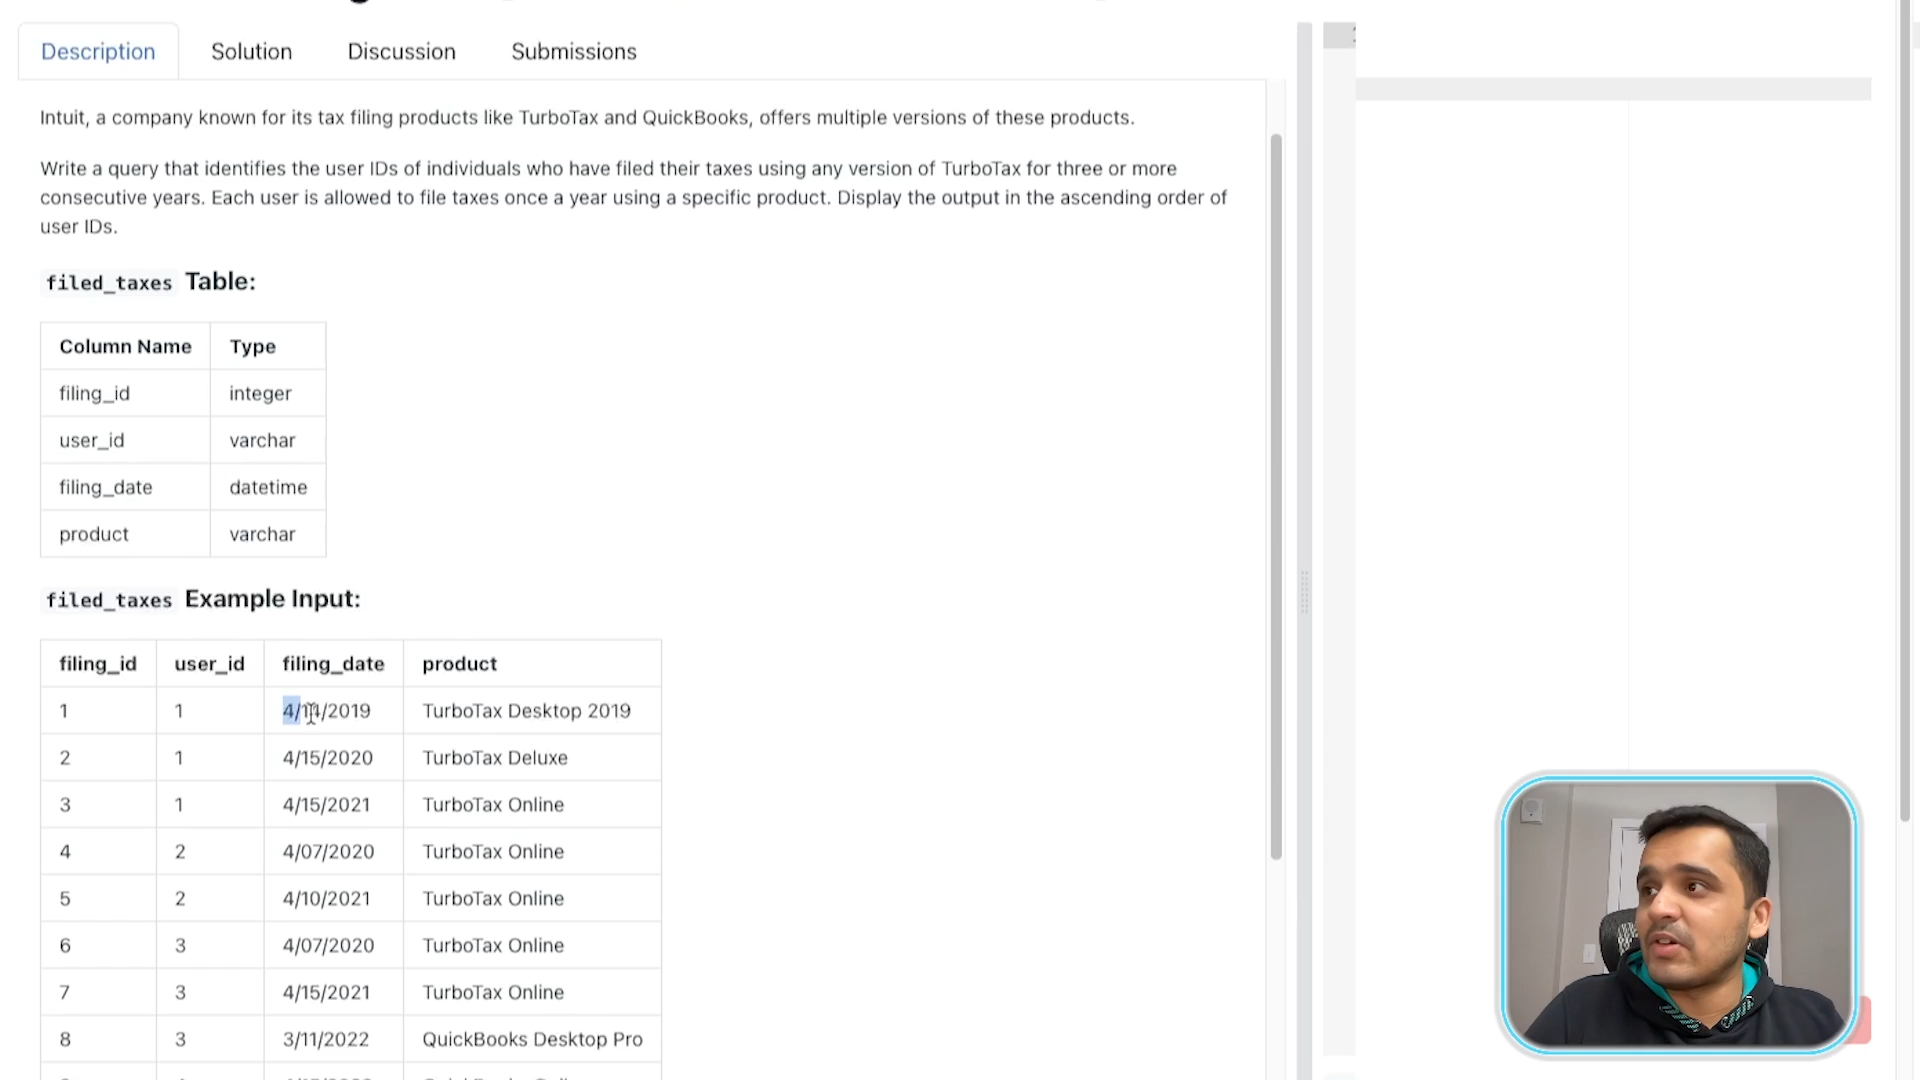 Description Solution Discussion Submissions
Intuit, a company known for its tax filing products like TurboTax and QuickBooks, offers multiple versions of these products.
Write a query that identifies the user IDs of individuals who have filed their taxes using any version of TurboTax for three or more
consecutive years. Each user is allowed to file taxes once a year using a specific product. Display the output in the ascending order of
user IDs.
filed_taxes Table:
Column Name Type
filing_id integer
user_id varchar
filing_date datetime
product varchar
filed_taxes Example Input:
filing_id user_id filing_date product
1 1 4/14/2019 TurboTax Desktop 2019
2 1 4/15/2020 TurboTax Deluxe
3 1 4/15/2021 TurboTax Online
4 2 4/07/2020 TurboTax Online
5 2 4/10/2021 TurboTax Online
6 3 4/07/2020 TurboTax Online
7 3 4/15/2021 TurboTax Online
8 3 3/11/2022 QuickBooks Desktop Pro